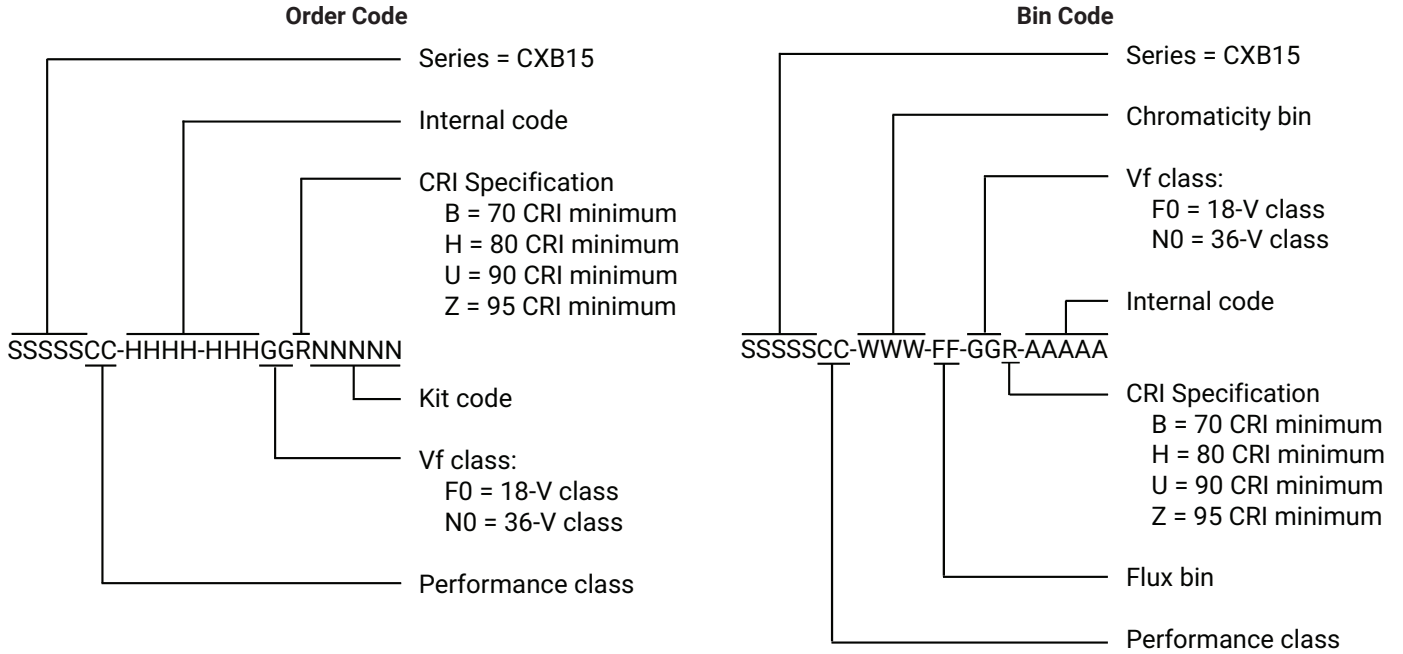 Order Code
Series = CXB15
Internal code
CRI Specification
B = 70 CRI minimum
H = 80 CRI minimum
U = 90 CRI minimum
Z = 95 CRI minimum
SSSSSCC-HHHH-HHHGGRNNNNN
Kit code
Vf class:
F0 = 18-V class
N0 = 36-V class
Performance class
Bin Code
Series = CXB15
Chromaticity bin
Vf class:
F0 = 18-V class
N0 = 36-V class
Internal code
SSSSSCC-WWW-FF-GGR-AAAAA
CRI Specification
B = 70 CRI minimum
H = 80 CRI minimum
U = 90 CRI minimum
Z = 95 CRI minimum
Flux bin
Performance class